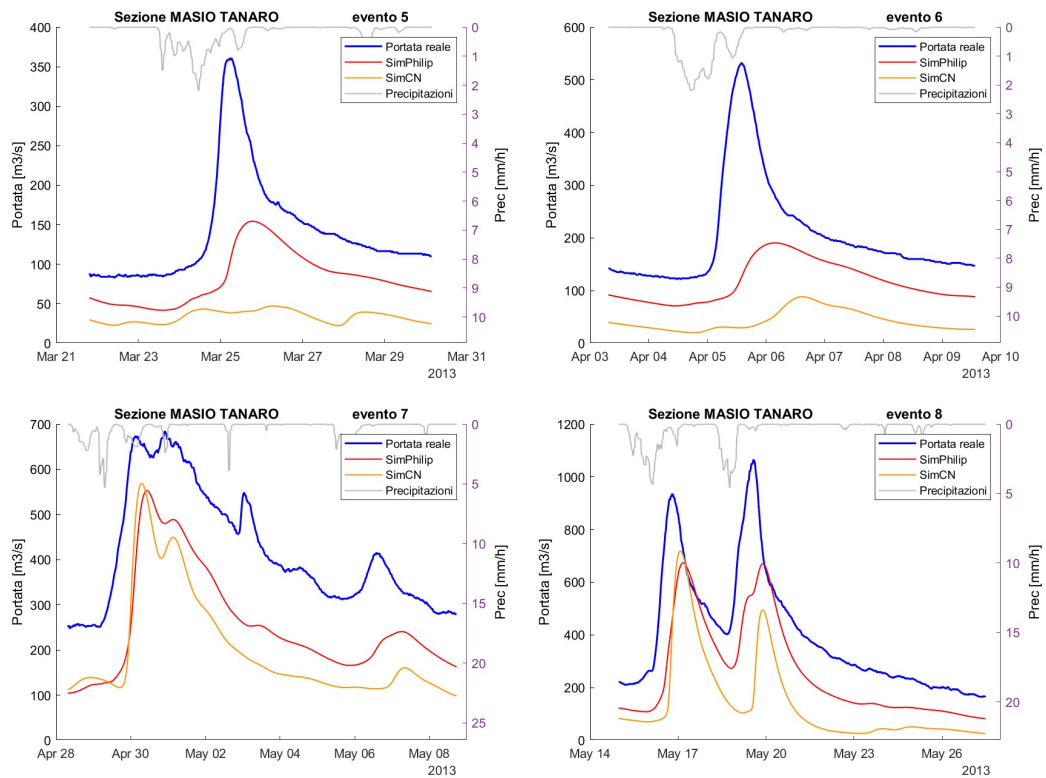 Sezione MASIO TANARO evento 5
Portata reale
SimPhilip
SimCN
Precipitazioni
Portata [m3/s]
400
350
300
250
200
150
100
50
0
Prec [mm/h]
0
1
2
3
4
5
6
7
8
9
10
Mar 21 Mar 23 Mar 25 Mar 27 Mar 29 Mar 31
2013
Sezione MASIO TANARO evento 6
Portata reale
SimPhilip
SimCN
Precipitazioni
Portata [m3/s]
600
500
400
300
200
100
0
Prec [mm/h]
0
1
2
3
4
5
6
7
8
9
10
Apr 03 Apr 04 Apr 05 Apr 06 Apr 07 Apr 08 Apr 09 Apr 10
2013
Sezione MASIO TANARO evento 7
Portata reale
SimPhilip
SimCN
Precipitazioni
Portata [m3/s]
700
600
500
400
300
200
100
0
Prec [mm/h]
0
5
10
15
20
25
Apr 28 Apr 30 May 02 May 04 May 06 May 08
2013
Sezione MASIO TANARO evento 8
Portata reale
SimPhilip
SimCN
Precipitazioni
Portata [m3/s]
1200
1000
800
600
400
200
0
Prec [mm/h]
0
5
10
15
20
May 14 May 17 May 20 May 23 May 26
2013